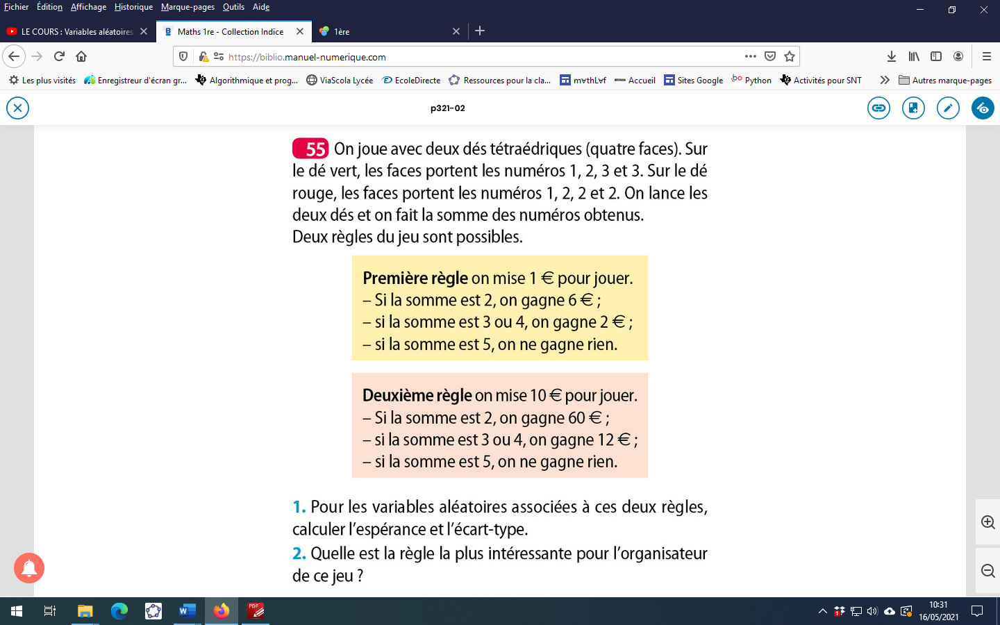 Fichier Édition Affichage Historique Marque-pages Outils Aide
LE COURS : Variables aléatoires
Maths 1re - Collection Indice
1ère
https://biblio.manuel-numerique.com
Les plus visités
Enregistreur d'écran gr...
Algorithmique et prog...
ViaScola Lycée
EcoleDirecte
Ressources pour la cla...
m∀thL∀f
Accueil
Sites Google
Python
Activités pour SNT
Autres marque-pages
p321-02
55 On joue avec deux dés tétraédriques (quatre faces). Sur
le dé vert, les faces portent les numéros 1, 2, 3 et 3. Sur le dé
rouge, les faces portent les numéros 1, 2, 2 et 2. On lance les
deux dés et on fait la somme des numéros obtenus.
Deux règles du jeu sont possibles.
Première règle on mise 1 € pour jouer.
– Si la somme est 2, on gagne 6 € ;
– si la somme est 3 ou 4, on gagne 2 € ;
– si la somme est 5, on ne gagne rien.
Deuxième règle on mise 10 € pour jouer.
– Si la somme est 2, on gagne 60 € ;
– si la somme est 3 ou 4, on gagne 12 € ;
– si la somme est 5, on ne gagne rien.
1. Pour les variables aléatoires associées à ces deux règles,
calculer l'espérance et l'écart-type.
2. Quelle est la règle la plus intéressante pour l'organisateur
de ce jeu ?
PDF
10:31
16/05/2021